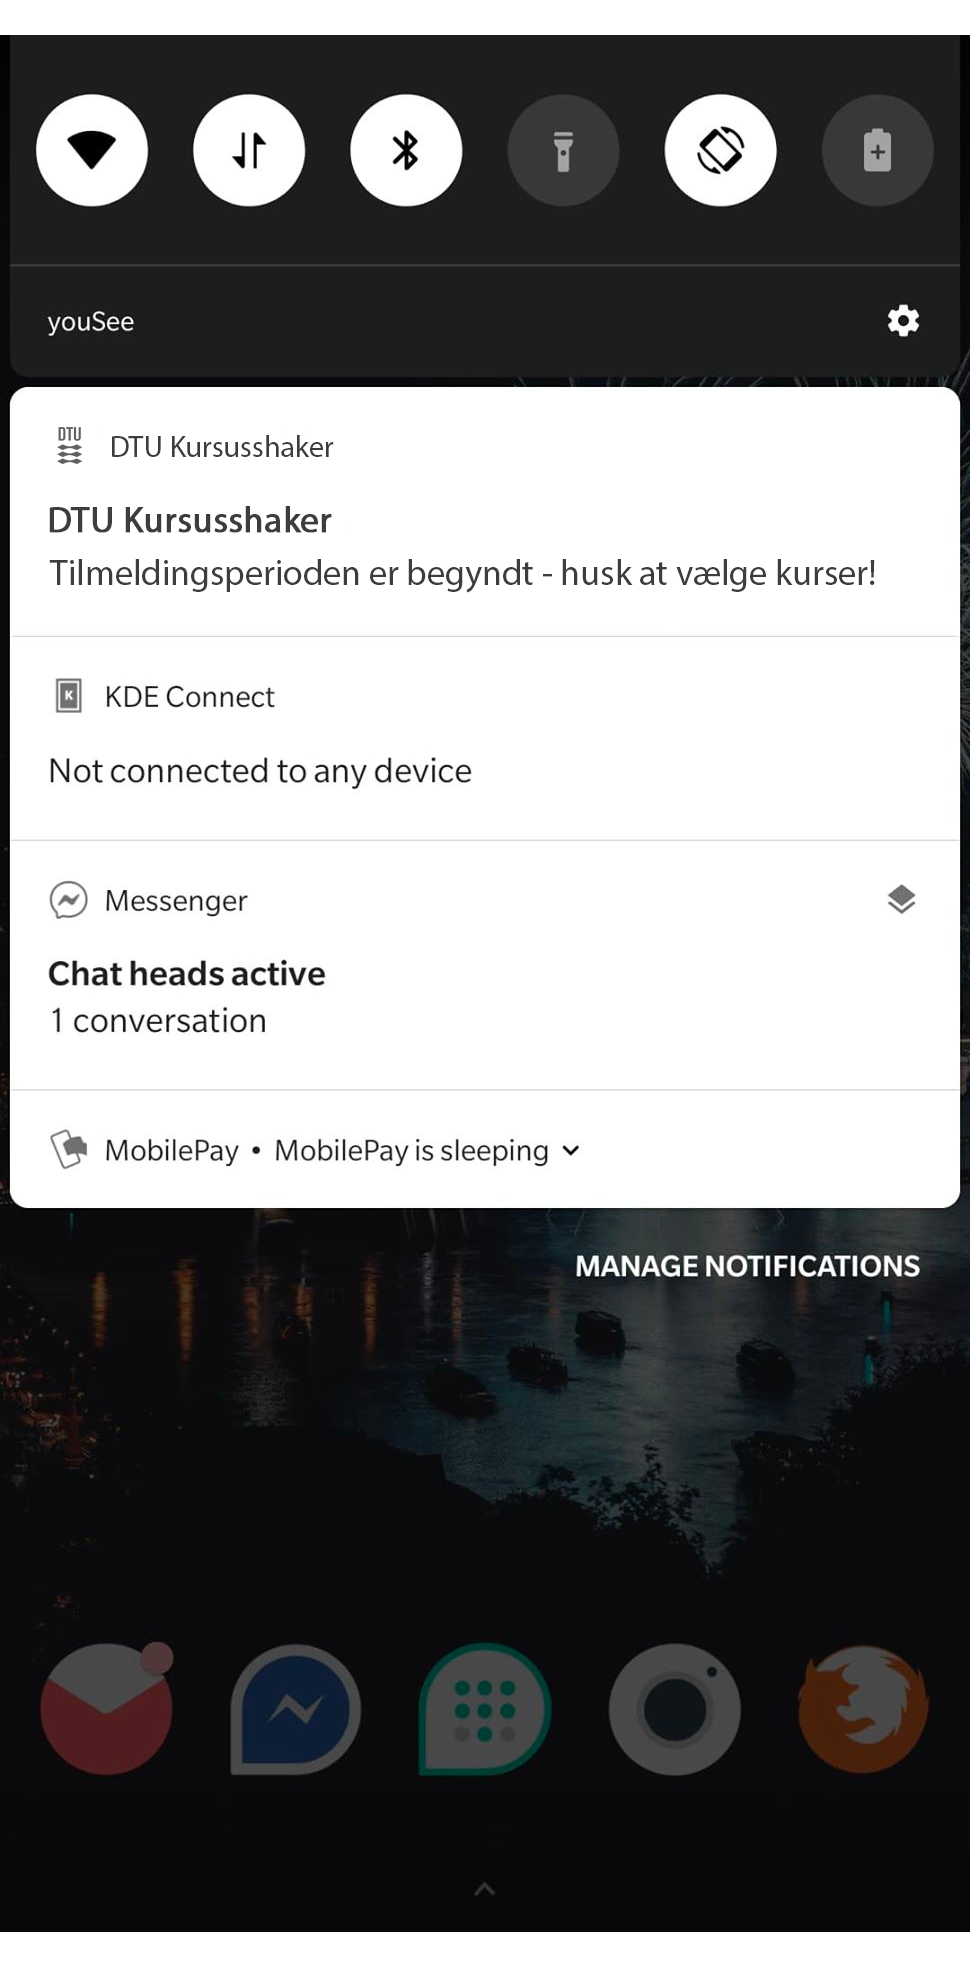 youSee
DTU
DTU Kursusshaker
DTU Kursusshaker
Tilmeldingsperioden er begyndt - husk at vælge kurser!
K
KDE Connect
Not connected to any device
Messenger
Chat heads active
1 conversation
MobilePay • MobilePay is sleeping
MANAGE NOTIFICATIONS